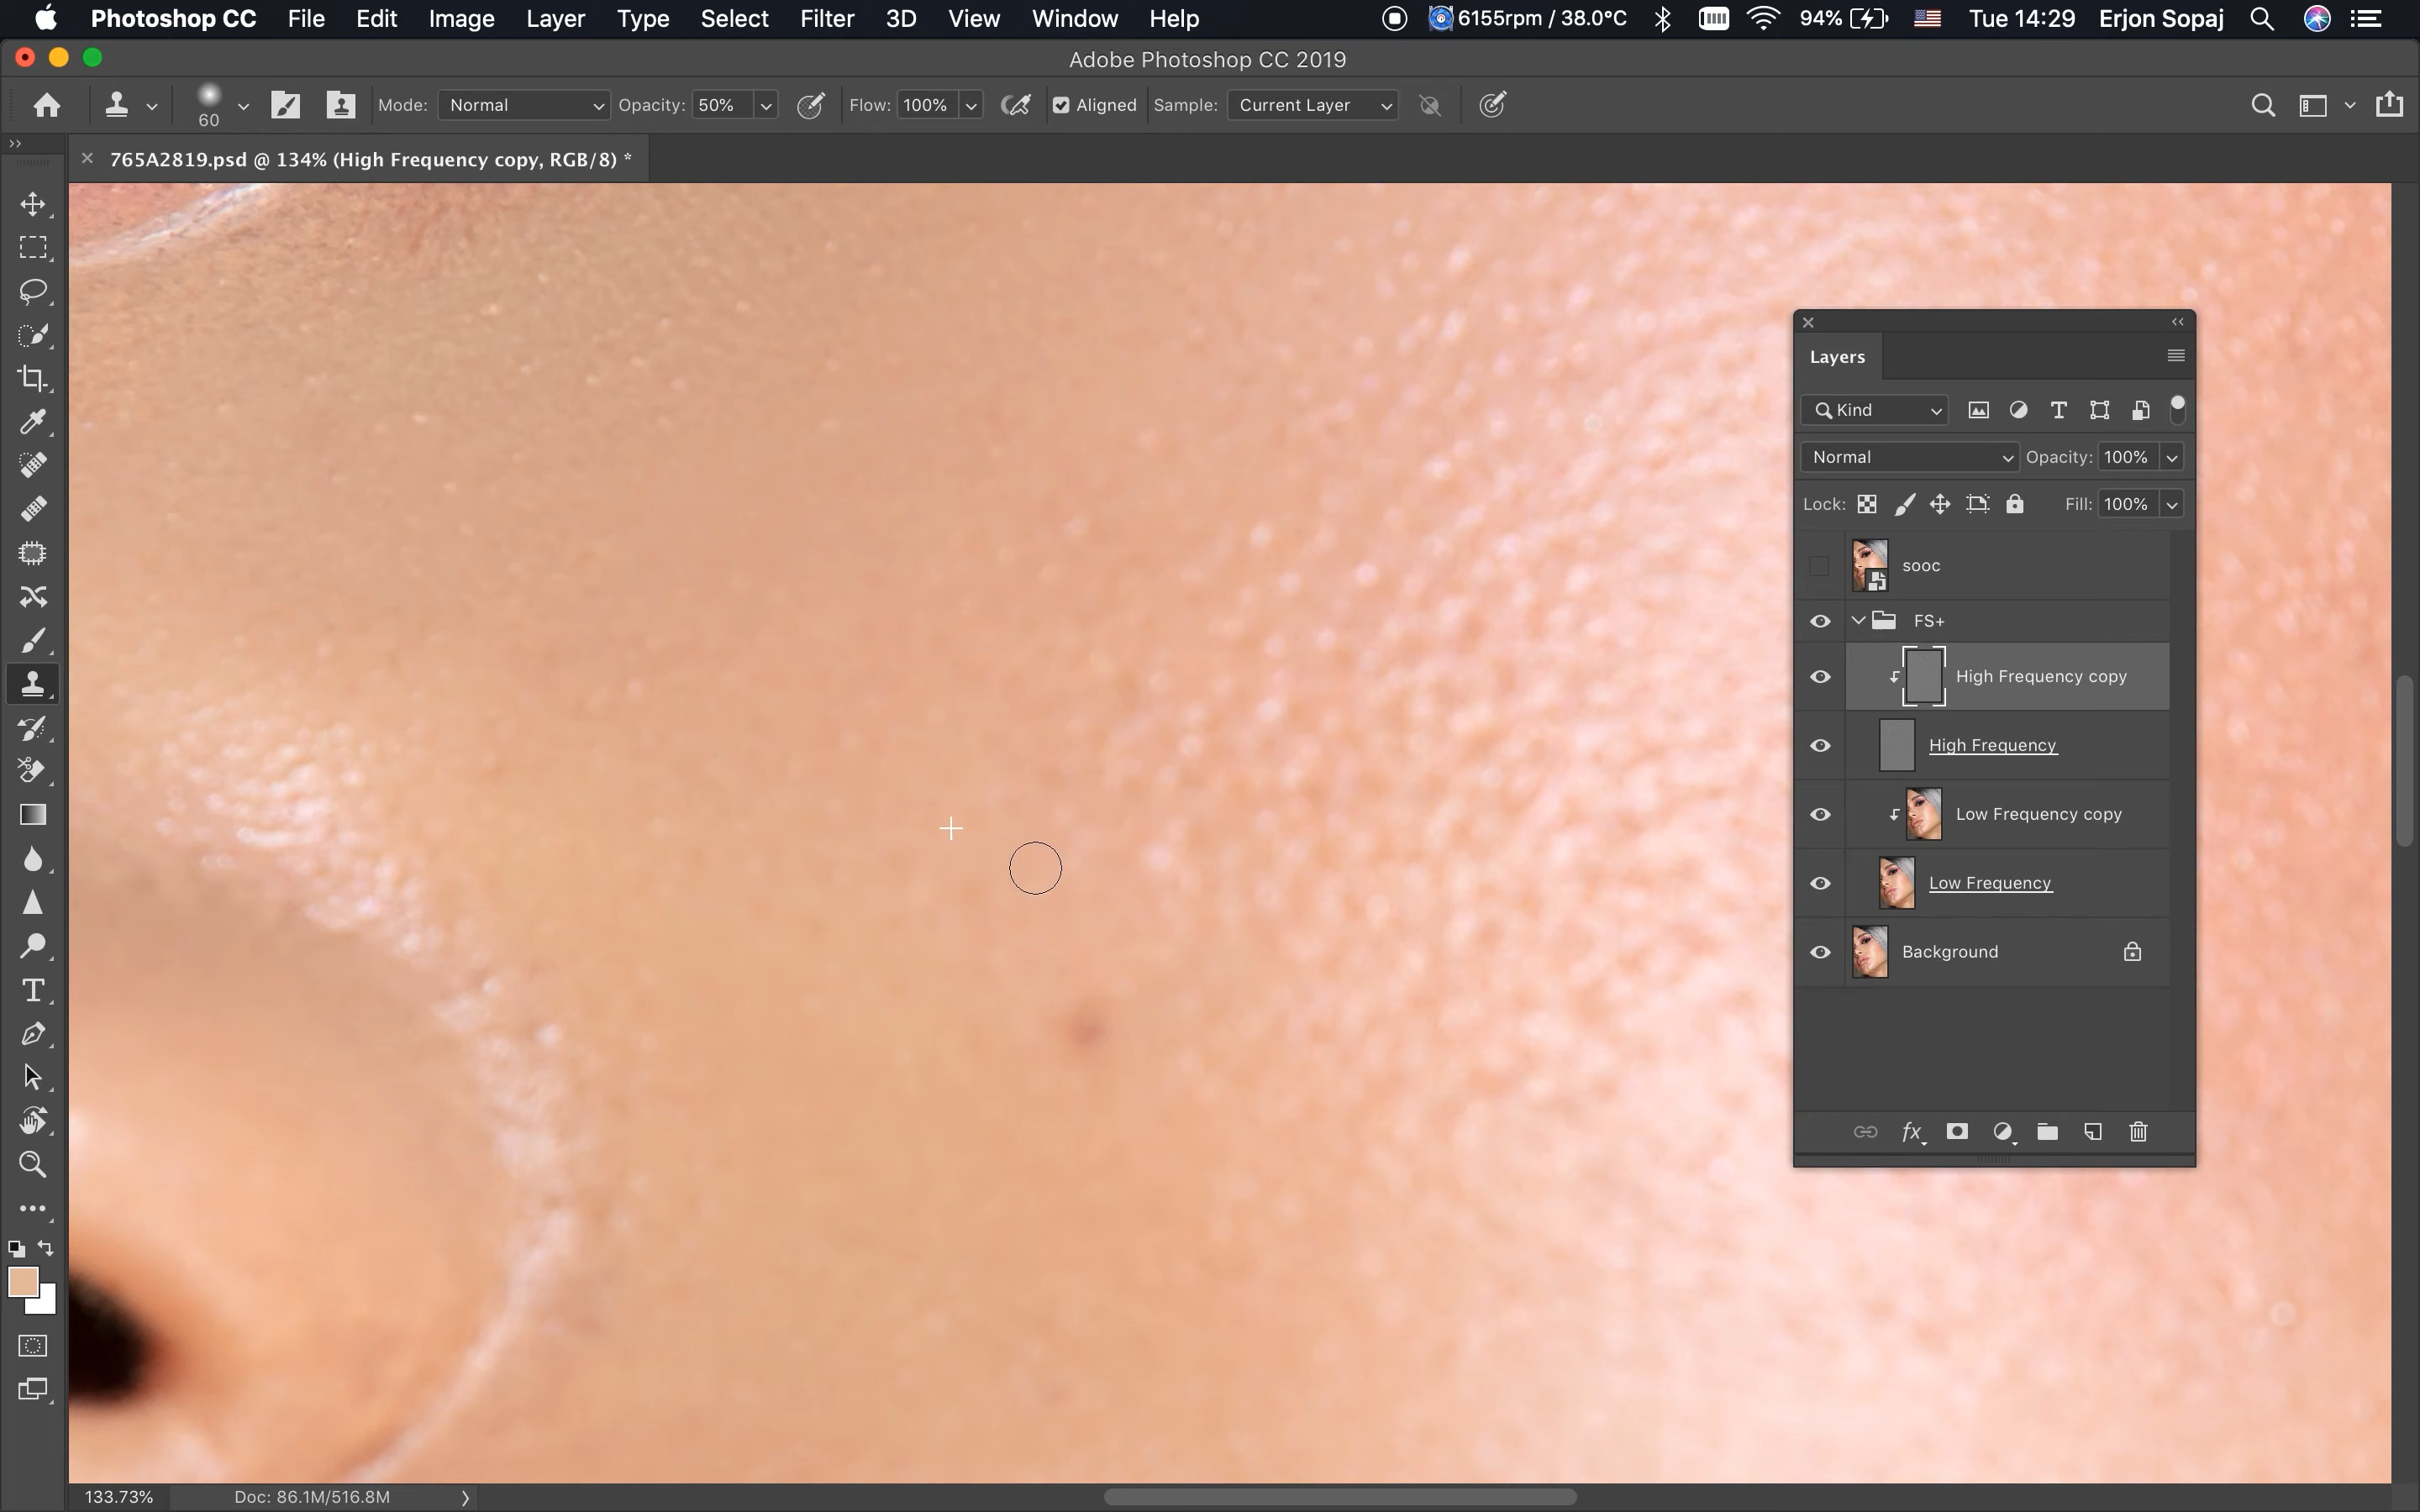 Photoshop CC File Edit Image Layer Type Select Filter 3D View Window Help 6155rpm / 38.0°C 94% Tue 14:29 Erjon Sopaj
Adobe Photoshop CC 2019
60 Mode: Normal Opacity: 50% Flow: 100% Aligned Sample: Current Layer
765A2819.psd @ 134% (High Frequency copy, RGB/8) *
Layers
Kind
Normal Opacity: 100%
Lock: Fill: 100%
sooc
FS+
High Frequency copy
High Frequency
Low Frequency copy
Low Frequency
Background
fx
133.73% Doc: 86.1M/516.8M